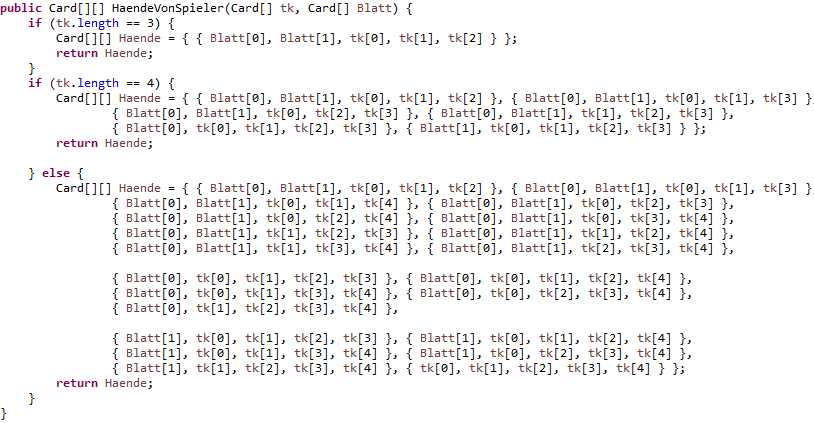 public Card[][] HaendeVonSpieler(Card[] tk, Card[] Blatt) {
    if (tk.length == 3) {
        Card[][] Haende = { { Blatt[0], Blatt[1], tk[0], tk[1], tk[2] } };
        return Haende;
    }
    if (tk.length == 4) {
        Card[][] Haende = { { Blatt[0], Blatt[1], tk[0], tk[1], tk[2] }, { Blatt[0], Blatt[1], tk[0], tk[1], tk[3] },
                { Blatt[0], Blatt[1], tk[0], tk[2], tk[3] }, { Blatt[0], Blatt[1], tk[1], tk[2], tk[3] },
                { Blatt[0], tk[0], tk[1], tk[2], tk[3] }, { Blatt[1], tk[0], tk[1], tk[2], tk[3] } };
        return Haende;

    } else {
        Card[][] Haende = { { Blatt[0], Blatt[1], tk[0], tk[1], tk[2] }, { Blatt[0], Blatt[1], tk[0], tk[1], tk[3] },
                { Blatt[0], Blatt[1], tk[0], tk[1], tk[4] }, { Blatt[0], Blatt[1], tk[0], tk[2], tk[3] },
                { Blatt[0], Blatt[1], tk[0], tk[2], tk[4] }, { Blatt[0], Blatt[1], tk[0], tk[3], tk[4] },
                { Blatt[0], Blatt[1], tk[1], tk[2], tk[3] }, { Blatt[0], Blatt[1], tk[1], tk[2], tk[4] },
                { Blatt[0], Blatt[1], tk[1], tk[3], tk[4] }, { Blatt[0], Blatt[1], tk[2], tk[3], tk[4] },

                { Blatt[0], tk[0], tk[1], tk[2], tk[3] }, { Blatt[0], tk[0], tk[1], tk[2], tk[4] },
                { Blatt[0], tk[0], tk[1], tk[3], tk[4] }, { Blatt[0], tk[0], tk[2], tk[3], tk[4] },
                { Blatt[0], tk[1], tk[2], tk[3], tk[4] },

                { Blatt[1], tk[0], tk[1], tk[2], tk[3] }, { Blatt[1], tk[0], tk[1], tk[2], tk[4] },
                { Blatt[1], tk[0], tk[1], tk[3], tk[4] }, { Blatt[1], tk[0], tk[2], tk[3], tk[4] },
                { Blatt[1], tk[1], tk[2], tk[3], tk[4] }, { tk[0], tk[1], tk[2], tk[3], tk[4] } };
        return Haende;
    }
}